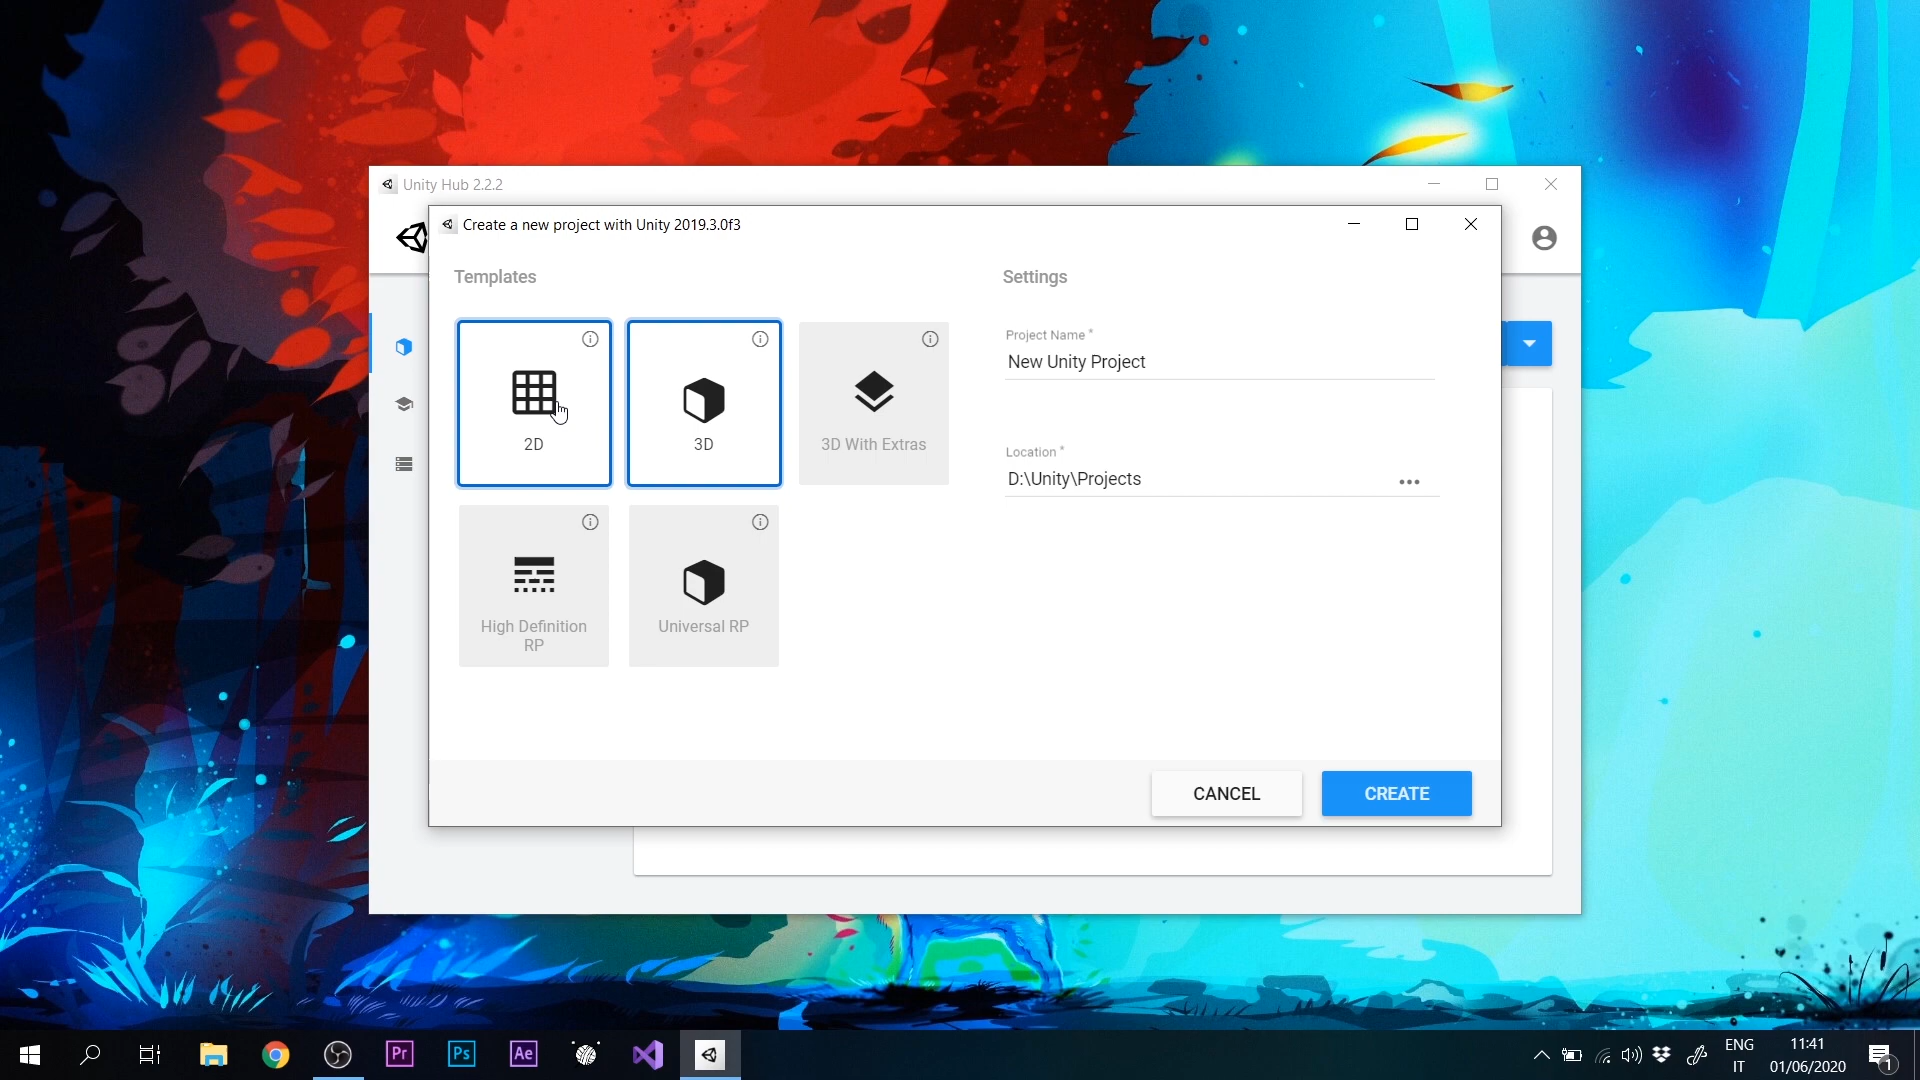 Unity Hub 2.2.2
Create a new project with Unity 2019.3.0f3
Templates
Settings
2D
3D
3D With Extras
High Definition
RP
Universal RP
Project Name *
New Unity Project
Location *
D:\Unity\Projects
CANCEL
CREATE
Pr
Ps
Ae
ENG
IT
11:41
01/06/2020
1